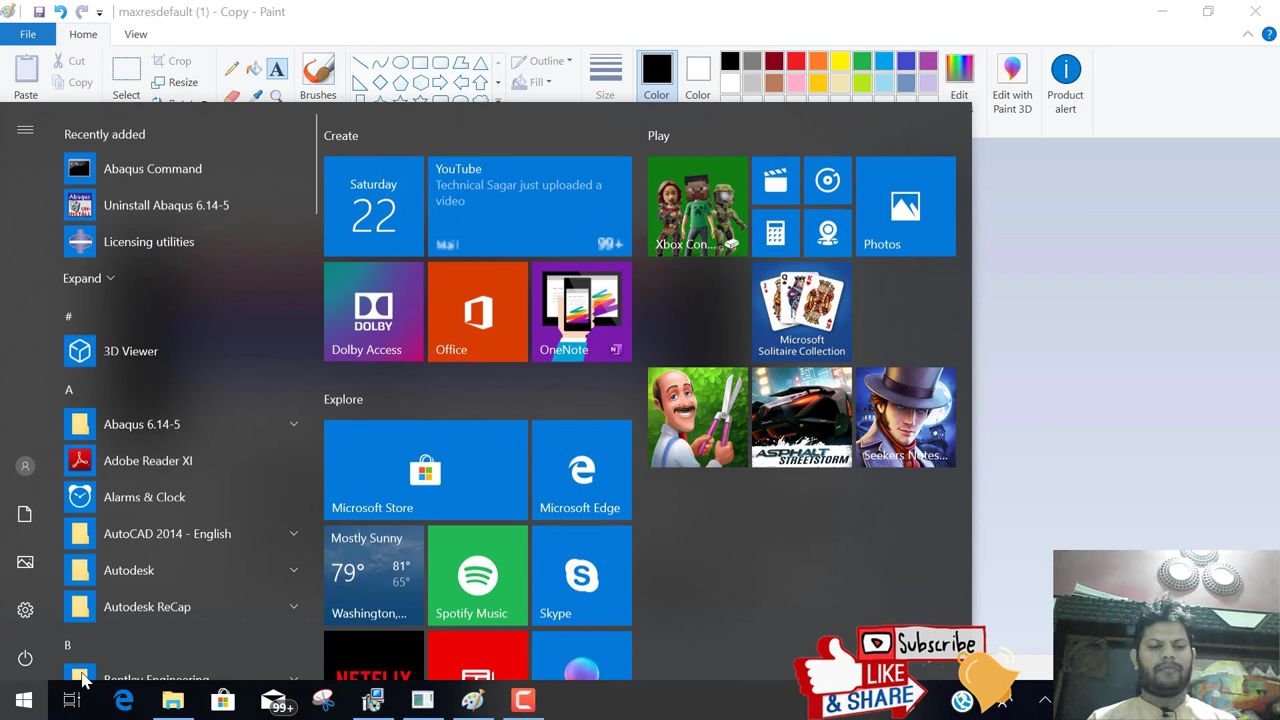 maxresdefault (1) - Copy - Paint
File
Home
View
Paste
Cut
Copy
Select
Crop
Resize
Brushes
Outline
Fill
Size
Color
Color
Edit
Edit with
Paint 3D
Product
alert
Recently added
Abaqus Command
Uninstall Abaqus 6.14-5
Licensing utilities
Expand
#
3D Viewer
A
Abaqus 6.14-5
Adobe Reader XI
Alarms & Clock
AutoCAD 2014 - English
Autodesk
Autodesk ReCap
B
Bentley Engineering
Create
Saturday
22
YouTube
Technical Sagar just uploaded a
video
Mail
99+
DOLBY
Dolby Access
Office
OneNote
Explore
Microsoft Store
Microsoft Edge
Mostly Sunny
79°
81°
65°
Washington,...
Spotify Music
Skype
NETFLIX
Play
Xbox Con...
Photos
Microsoft
Solitaire Collection
ASPHALT
STREETSTORM
Seekers Notes...
Subscribe
LIKE
& SHARE
99+